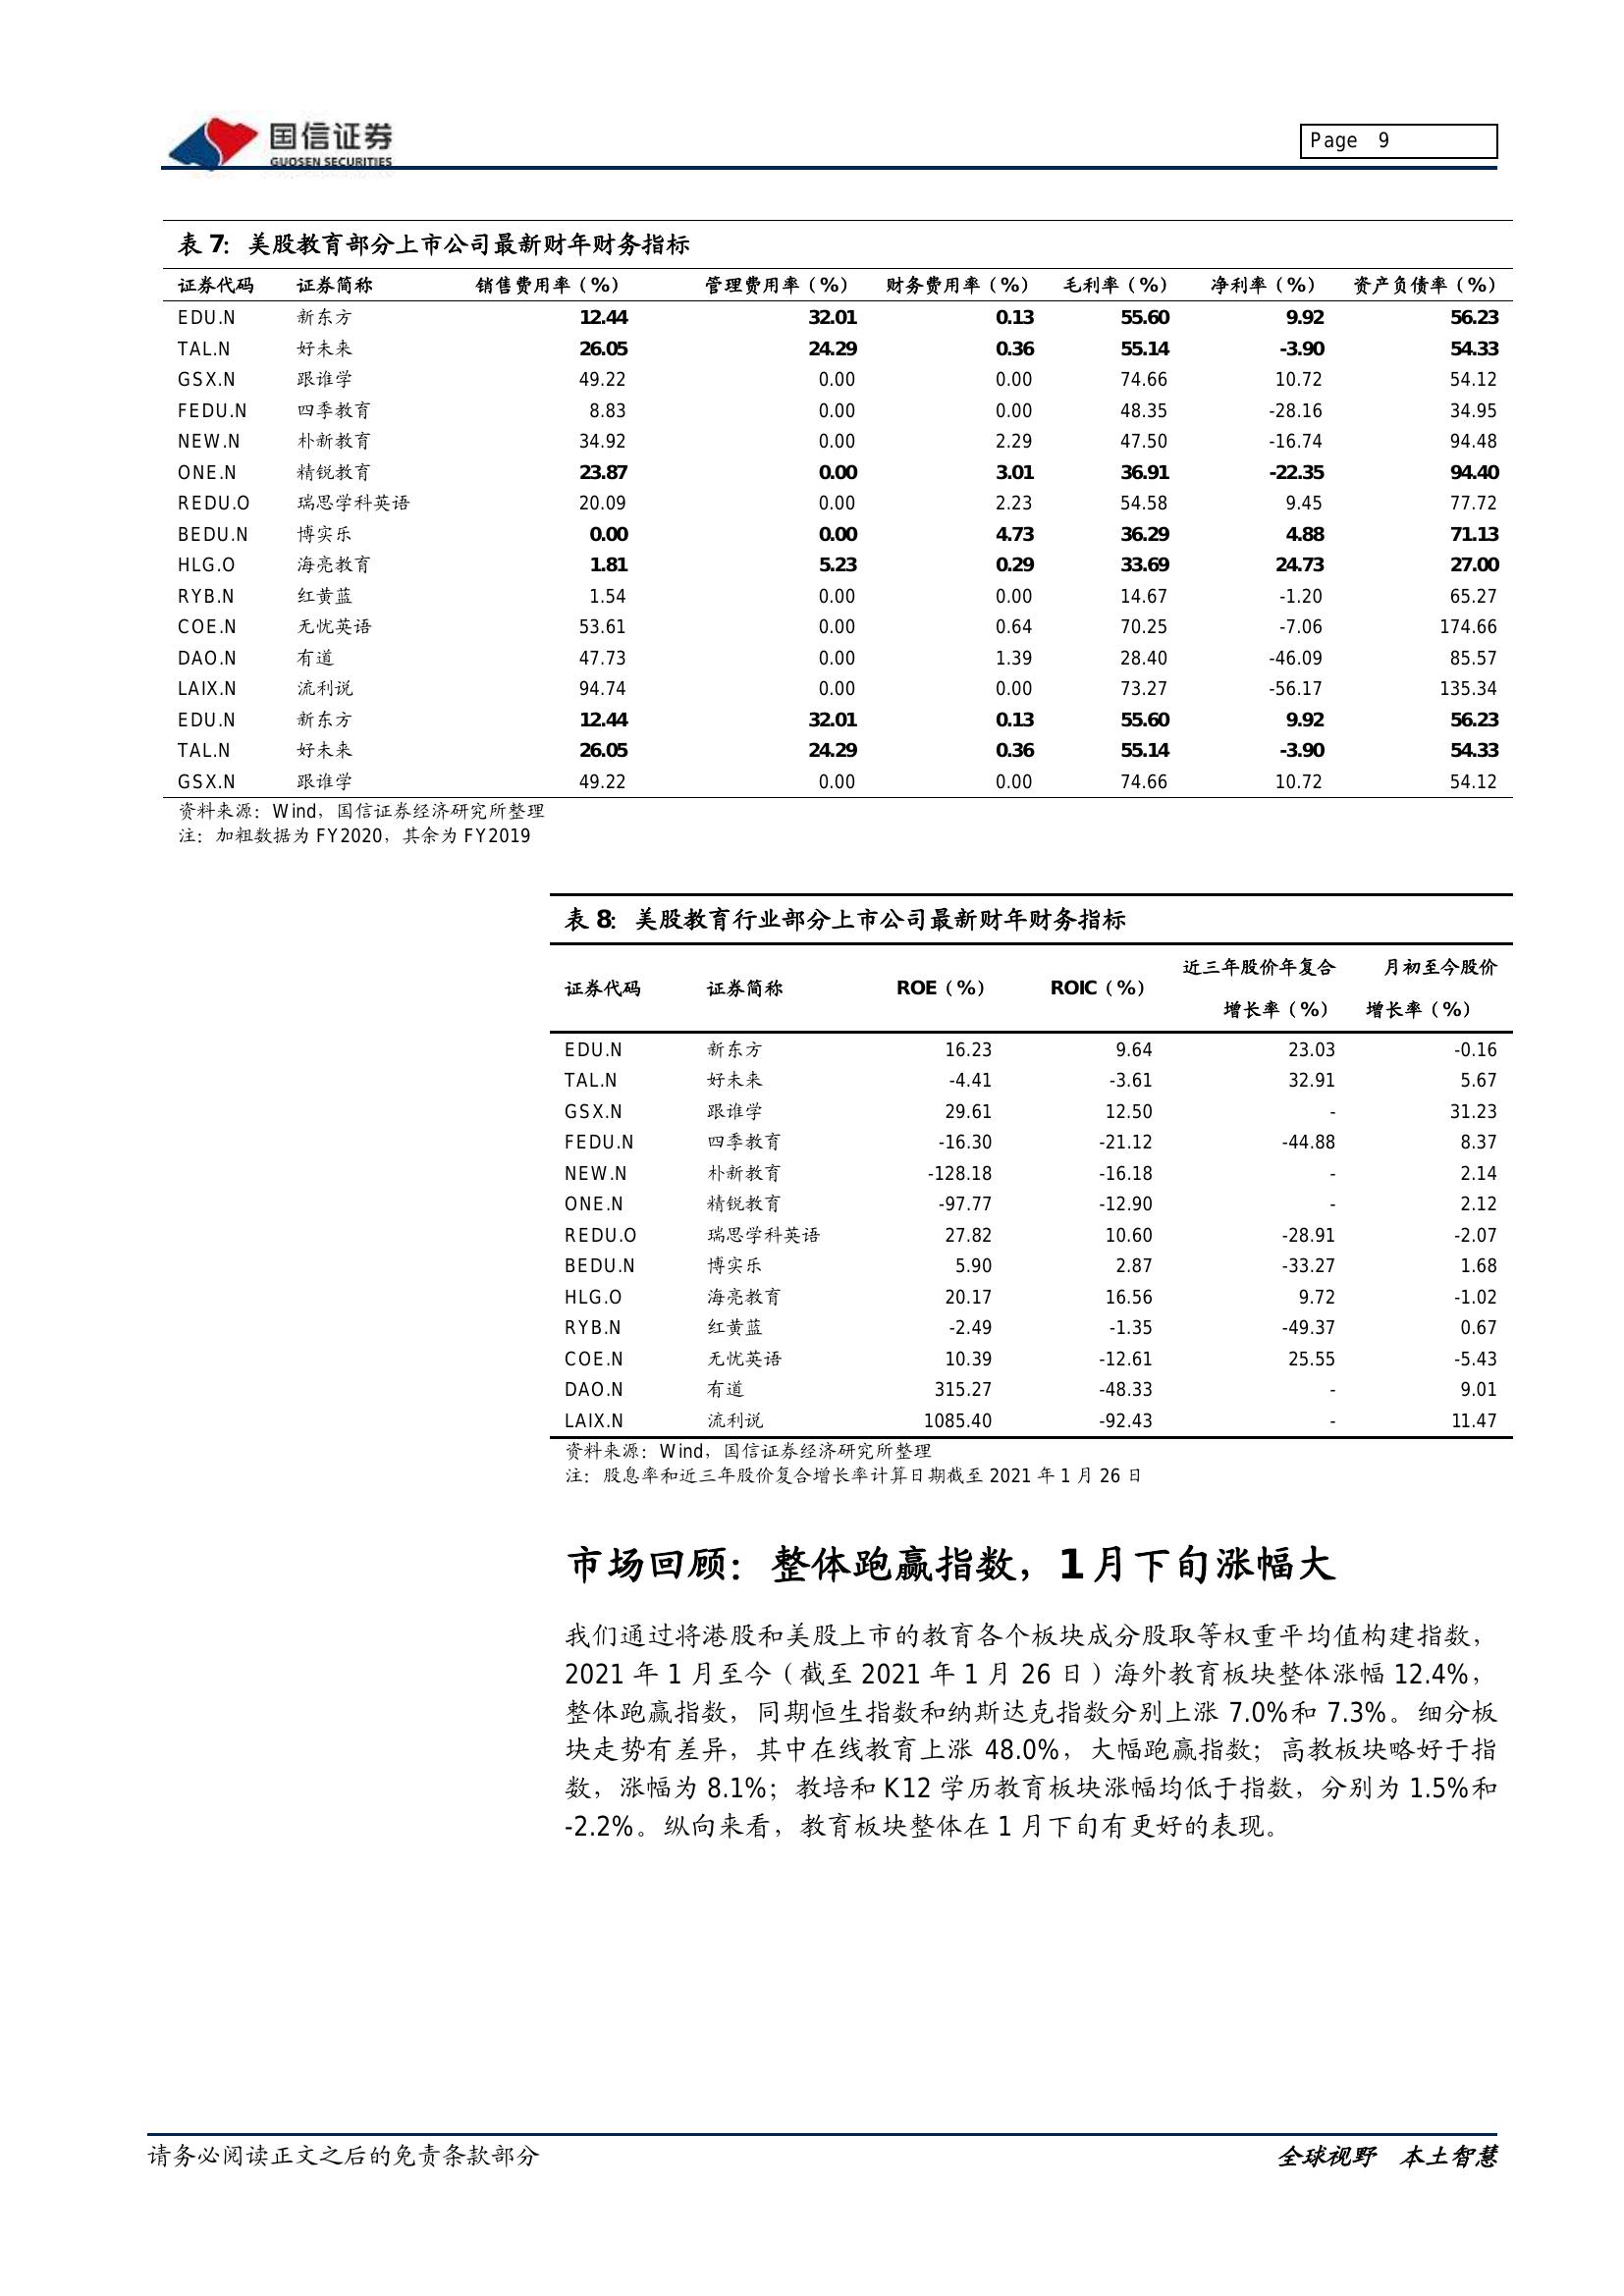 国信证券
GUOSEN SECURITIES
Page 9
表 7：美股教育部分上市公司最新财年财务指标
证券代码 证券简称 销售费用率（%） 管理费用率（%） 财务费用率（%） 毛利率（%） 净利率（%） 资产负债率（%）
EDU.N 新东方 12.44 32.01 0.13 55.60 9.92 56.23
TAL.N 好未来 26.05 24.29 0.36 55.14 -3.90 54.33
GSX.N 跟谁学 49.22 0.00 0.00 74.66 10.72 54.12
FEDU.N 四季教育 8.83 0.00 0.00 48.35 -28.16 34.95
NEW.N 朴新教育 34.92 0.00 2.29 47.50 -16.74 94.48
ONE.N 精锐教育 23.87 0.00 3.01 36.91 -22.35 94.40
REDU.O 瑞思学科英语 20.09 0.00 2.23 54.58 9.45 77.72
BEDU.N 博实乐 0.00 0.00 4.73 36.29 4.88 71.13
HLG.O 海亮教育 1.81 5.23 0.29 33.69 24.73 27.00
RYB.N 红黄蓝 1.54 0.00 0.00 14.67 -1.20 65.27
COE.N 无忧英语 53.61 0.00 0.64 70.25 -7.06 174.66
DAO.N 有道 47.73 0.00 1.39 28.40 -46.09 85.57
LAIX.N 流利说 94.74 0.00 0.00 73.27 -56.17 135.34
EDU.N 新东方 12.44 32.01 0.13 55.60 9.92 56.23
TAL.N 好未来 26.05 24.29 0.36 55.14 -3.90 54.33
GSX.N 跟谁学 49.22 0.00 0.00 74.66 10.72 54.12
资料来源：Wind，国信证券经济研究所整理
注：加粗数据为 FY2020，其余为 FY2019
表 8：美股教育行业部分上市公司最新财年财务指标
证券代码 证券简称 ROE（%） ROIC（%） 近三年股价年复合 月初至今股价
增长率（%） 增长率（%）
EDU.N 新东方 16.23 9.64 23.03 -0.16
TAL.N 好未来 -4.41 -3.61 32.91 5.67
GSX.N 跟谁学 29.61 12.50 - 31.23
FEDU.N 四季教育 -16.30 -21.12 -44.88 8.37
NEW.N 朴新教育 -128.18 -16.18 - 2.14
ONE.N 精锐教育 -97.77 -12.90 - 2.12
REDU.O 瑞思学科英语 27.82 10.60 -28.91 -2.07
BEDU.N 博实乐 5.90 2.87 -33.27 1.68
HLG.O 海亮教育 20.17 16.56 9.72 -1.02
RYB.N 红黄蓝 -2.49 -1.35 -49.37 0.67
COE.N 无忧英语 10.39 -12.61 25.55 -5.43
DAO.N 有道 315.27 -48.33 - 9.01
LAIX.N 流利说 1085.40 -92.43 - 11.47
资料来源：Wind，国信证券经济研究所整理
注：股息率和近三年股价复合增长率计算日期截至 2021 年 1 月 26 日
市场回顾：整体跑赢指数，1 月下旬涨幅大
我们通过将港股和美股上市的教育各个板块成分股取等权重平均值构建指数，
2021 年 1 月至今（截至 2021 年 1 月 26 日）海外教育板块整体涨幅 12.4%，
整体跑赢指数，同期恒生指数和纳斯达克指数分别上涨 7.0%和 7.3%。细分板
块走势有差异，其中在线教育上涨 48.0%，大幅跑赢指数；高教板块略好于指
数，涨幅为 8.1%；教培和 K12 学历教育板块涨幅均低于指数，分别为 1.5%和
-2.2%。纵向来看，教育板块整体在 1 月下旬有更好的表现。
请务必阅读正文之后的免责条款部分
全球视野 本土智慧